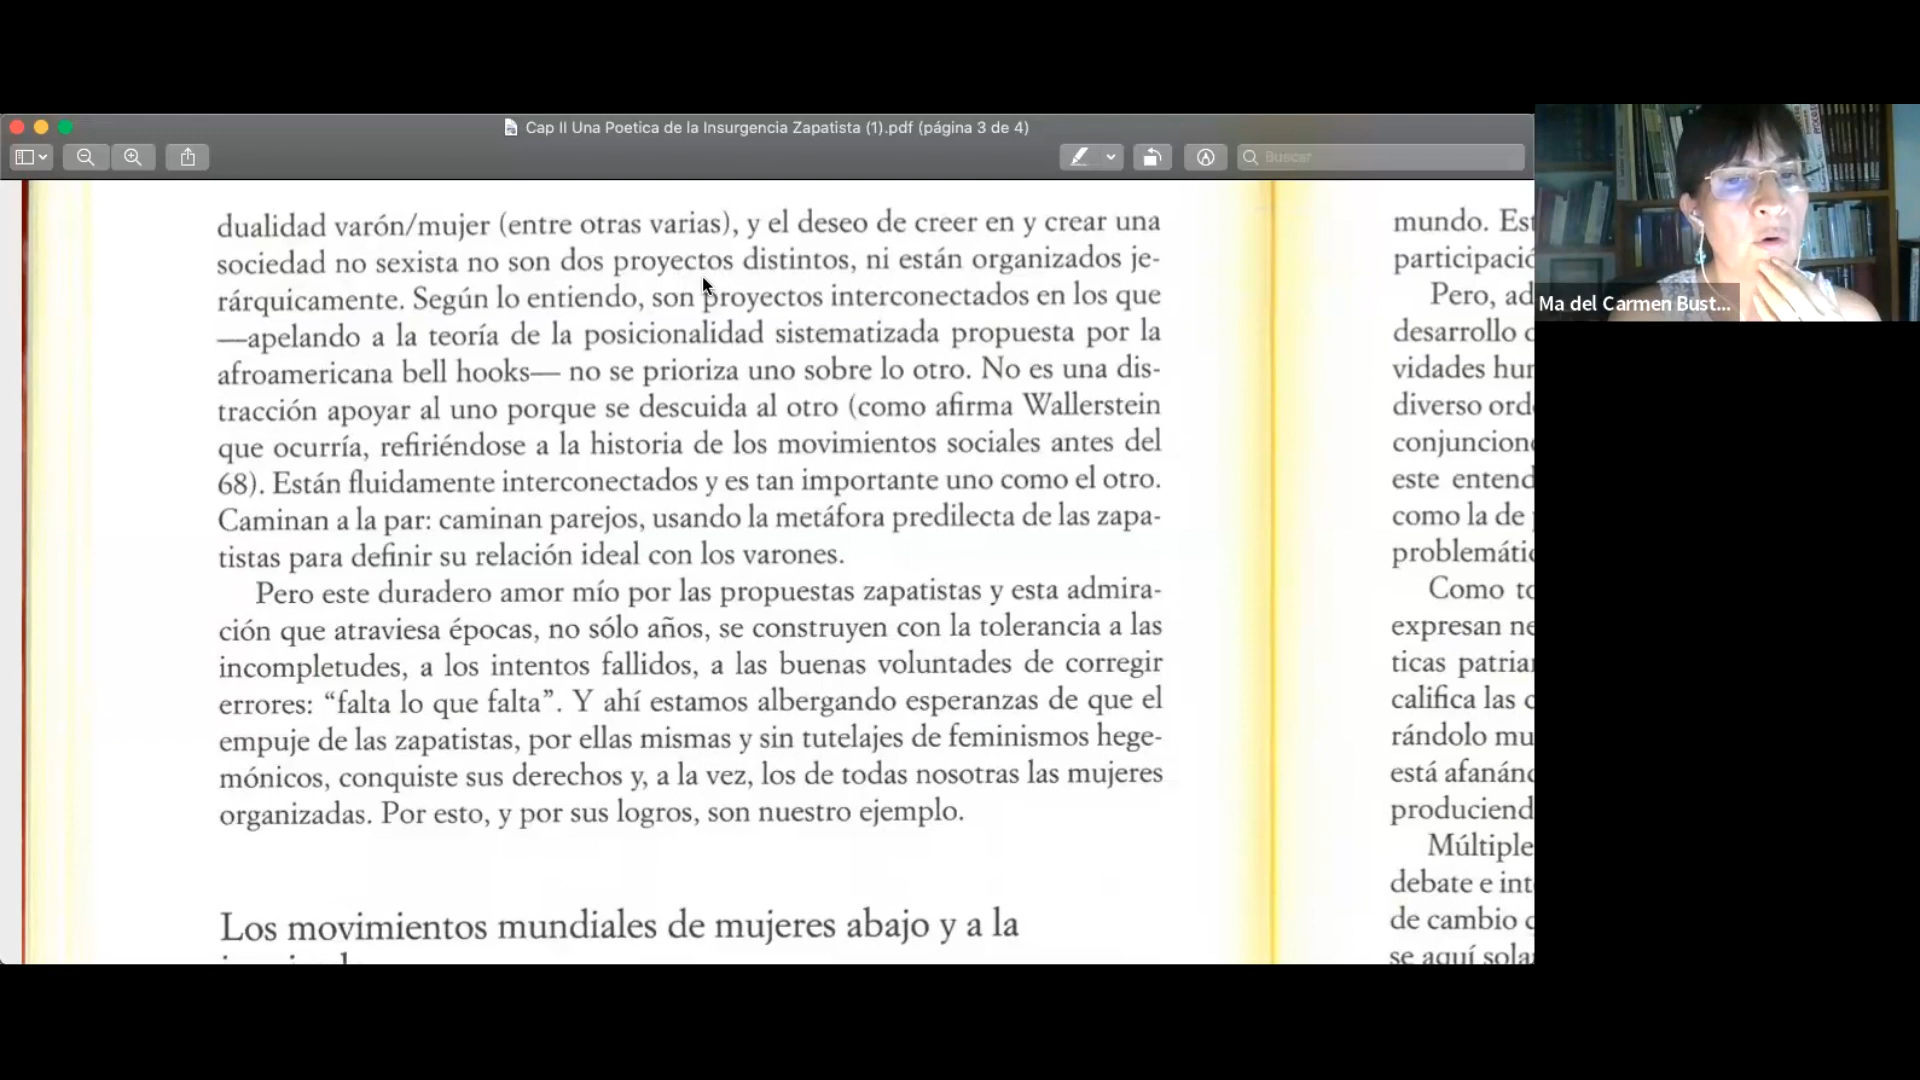 Cap II Una Poetica de la Insurgencia Zapatista (1).pdf (página 3 de 4)
Buscar
dualidad varón/mujer (entre otras varias), y el deseo de creer en y crear una
sociedad no sexista no son dos proyectos distintos, ni están organizados je-
rárquicamente. Según lo entiendo, son proyectos interconectados en los que
—apelando a la teoría de la posicionalidad sistematizada propuesta por la
afroamericana bell hooks— no se prioriza uno sobre lo otro. No es una dis-
tracción apoyar al uno porque se descuida al otro (como afirma Wallerstein
que ocurría, refiriéndose a la historia de los movimientos sociales antes del
68). Están fluidamente interconectados y es tan importante uno como el otro.
Caminan a la par: caminan parejos, usando la metáfora predilecta de las zapa-
tistas para definir su relación ideal con los varones.
Pero este duradero amor mío por las propuestas zapatistas y esta admira-
ción que atraviesa épocas, no sólo años, se construyen con la tolerancia a las
incompletudes, a los intentos fallidos, a las buenas voluntades de corregir
errores: “falta lo que falta”. Y ahí estamos albergando esperanzas de que el
empuje de las zapatistas, por ellas mismas y sin tutelajes de feminismos hege-
mónicos, conquiste sus derechos y, a la vez, los de todas nosotras las mujeres
organizadas. Por esto, y por sus logros, son nuestro ejemplo.
Los movimientos mundiales de mujeres abajo y a la
mundo. Est
participació
Pero, ad
desarrollo
vidades hur
diverso ord
conjuncion
este entend
como la de
problemátic
Como to
expresan ne
ticas patria
califica las
rándolo mu
está afanánd
produciend
Múltiple
debate e int
de cambio
se aquí sola
Ma del Carmen Bust...